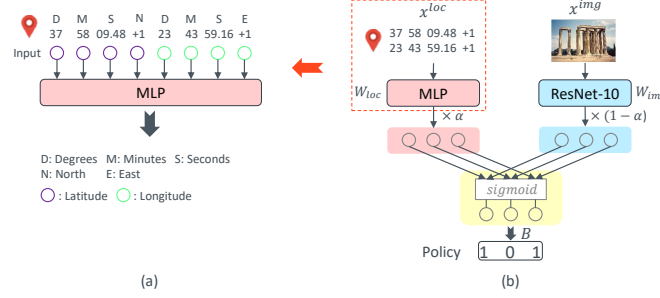 D M S N D M S E
37 58 09.48 +1 23 43 59.16 +1
Input
MLP
D: Degrees M: Minutes S: Seconds
N: North E: East
: Latitude : Longitude
(a)
x^loc
37 58 09.48 +1
23 43 59.16 +1
W_loc
MLP
× α
x^img
ResNet-10
W_im
× (1 − α)
sigmoid
B
Policy
1 0 1
(b)